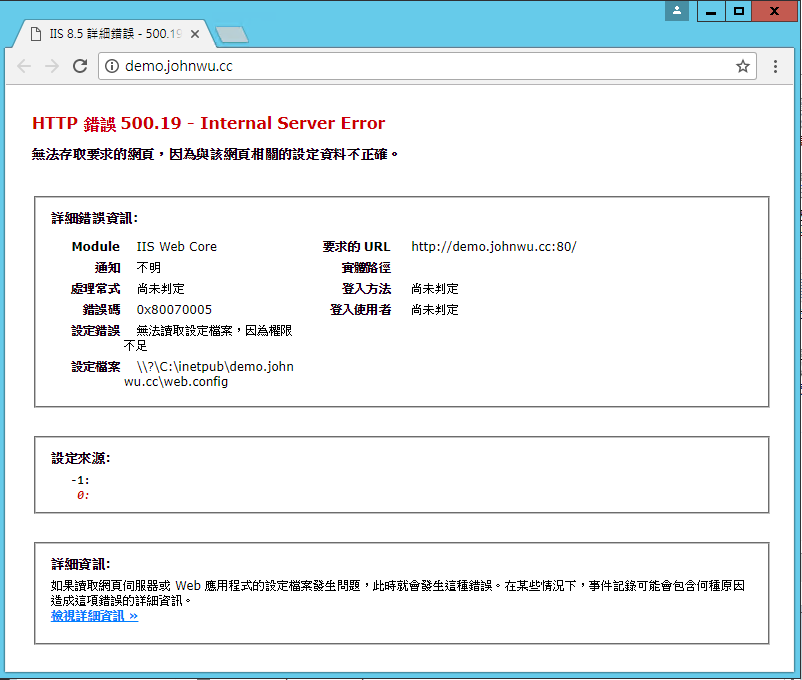 IIS 8.5 詳細錯誤 - 500.19
demo.johnwu.cc
HTTP 錯誤 500.19 - Internal Server Error
無法存取要求的網頁，因為與該網頁相關的設定資料不正確。
詳細錯誤資訊:
Module IIS Web Core 要求的 URL http://demo.johnwu.cc:80/
通知 不明 實體路徑
處理常式 尚未判定 登入方法 尚未判定
錯誤碼 0x80070005 登入使用者 尚未判定
設定錯誤 無法讀取設定檔案，因為權限
不足
設定檔案 \\?\C:\inetpub\demo.john
wu.cc\web.config
設定來源:
-1:
0:
詳細資訊:
如果讀取網頁伺服器或 Web 應用程式的設定檔案發生問題，此時就會發生這種錯誤。在某些情況下，事件記錄可能會包含何種原因
造成這項錯誤的詳細資訊。
檢視詳細資訊 »